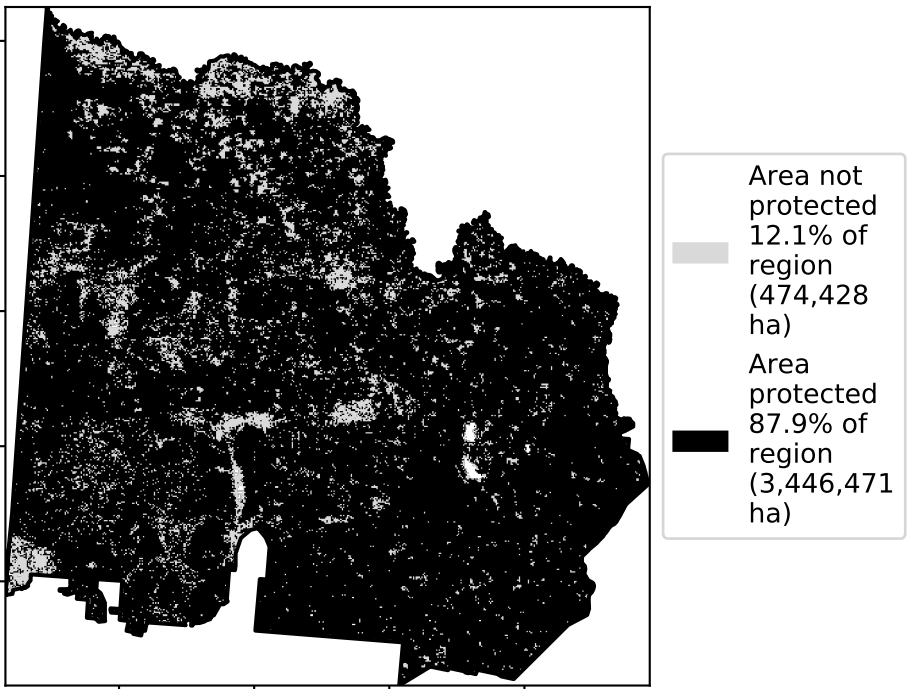 Area not
protected
12.1% of
region
(474,428
ha)
Area
protected
87.9% of
region
(3,446,471
ha)